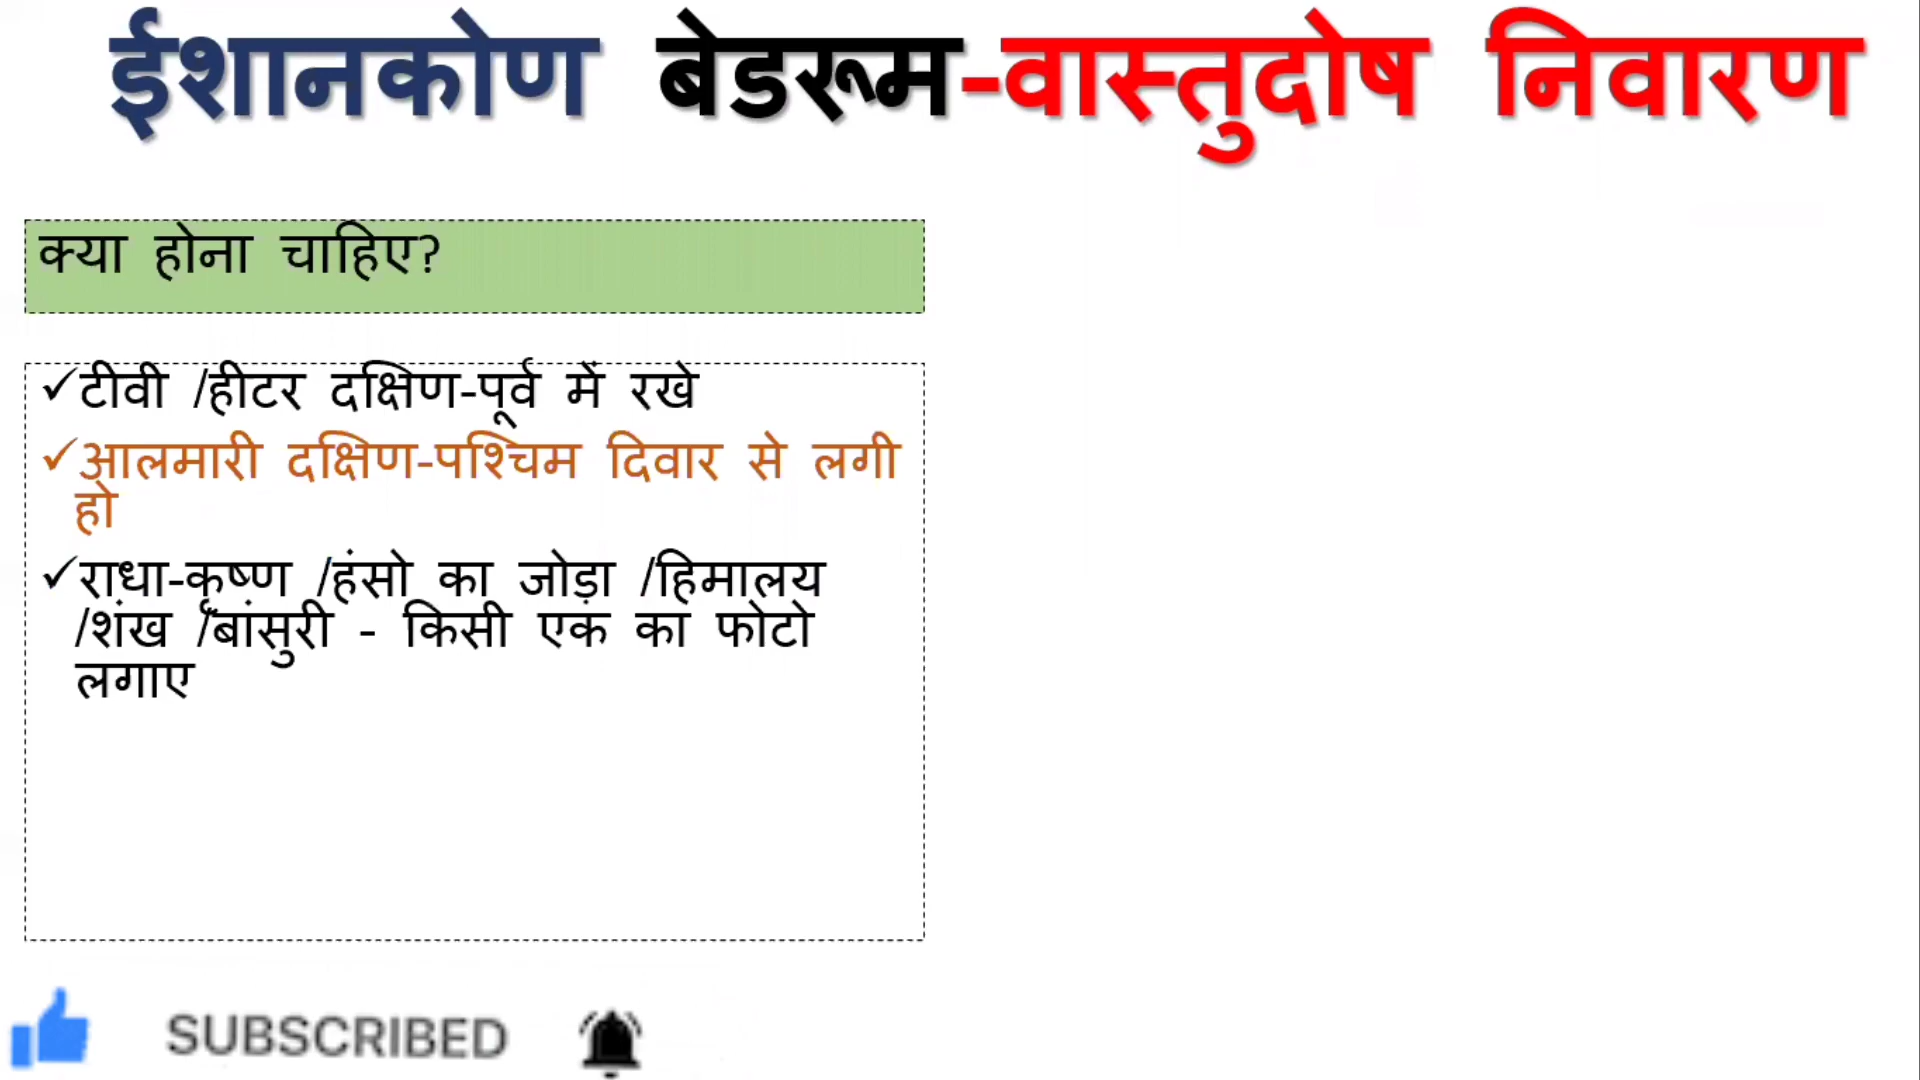 ईशानकोण बेडरूम-वास्तुदोष निवारण
क्या होना चाहिए?
✓टीवी /हीटर दक्षिण-पूर्व में रखे
✓आलमारी दक्षिण-पश्चिम दिवार से लगी
हो
✓राधा-कृष्ण /हंसो का जोड़ा /हिमालय
/शंख /बांसुरी - किसी एक का फोटो
लगाए
SUBSCRIBED